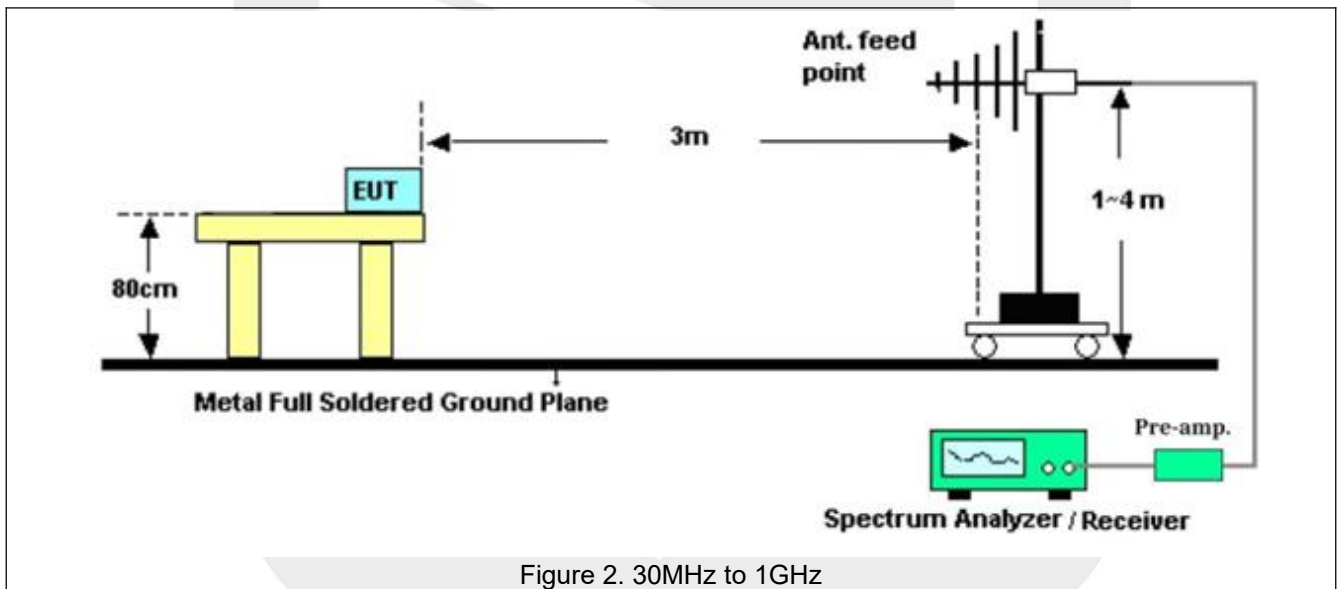 Ant. feed
point
3m
EUT
1~4 m
80cm
Metal Full Soldered Ground Plane
Pre-amp.
Spectrum Analyzer / Receiver
Figure 2. 30MHz to 1GHz